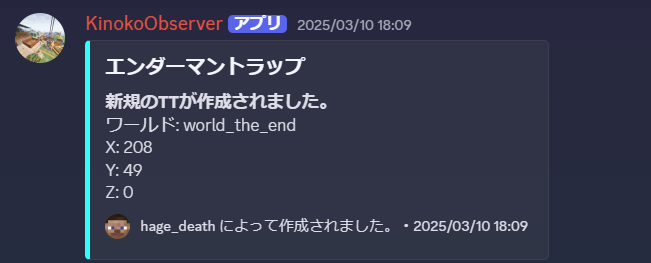 KinokoObserver アプリ 2025/03/10 18:09
エンダーマントラップ
新規のTTが作成されました。
ワールド: world_the_end
X: 208
Y: 49
Z: 0
hage_death によって作成されました。・2025/03/10 18:09